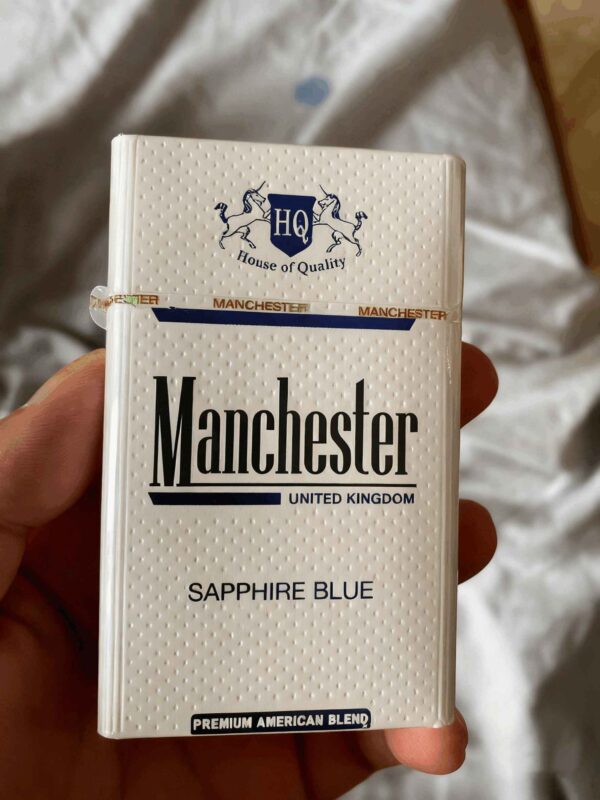 HQ
House of Quality
MANCHESTER MANCHESTER
Manchester
UNITED KINGDOM
SAPPHIRE BLUE
PREMIUM AMERICAN BLEND